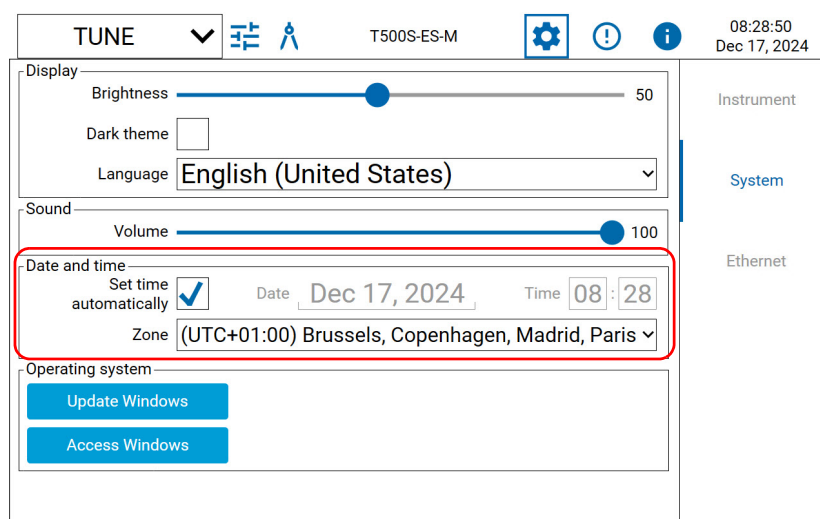 TUNE
T500S-ES-M
08:28:50
Dec 17, 2024
Display
Brightness
50
Dark theme
Language English (United States)
Sound
Volume
100
Date and time
Set time
automatically
Date Dec 17, 2024
Time 08 : 28
Zone (UTC+01:00) Brussels, Copenhagen, Madrid, Paris
Operating system
Update Windows
Access Windows
Instrument
System
Ethernet